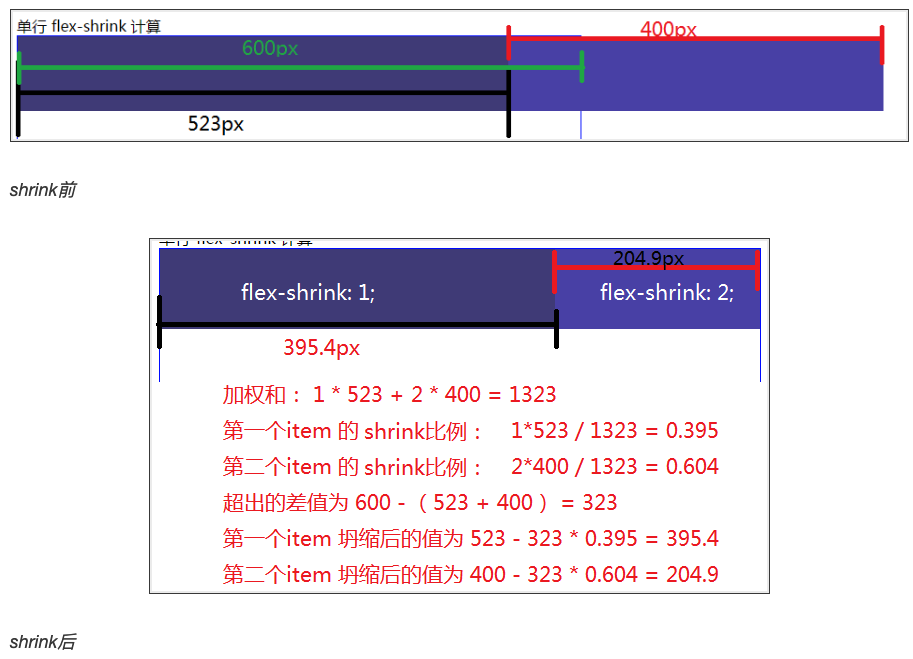 单行 flex-shrink 计算
400px
600px
523px
shrink前
单行 flex-shrink 计算
204.9px
flex-shrink: 1;
flex-shrink: 2;
395.4px
加权和： 1 * 523 + 2 * 400 = 1323
第一个item 的 shrink比例： 1*523 / 1323 = 0.395
第二个item 的 shrink比例： 2*400 / 1323 = 0.604
超出的差值为 600 -（ 523 + 400 ） = 323
第一个item 坍缩后的值为 523 - 323 * 0.395 = 395.4
第二个item 坍缩后的值为 400 - 323 * 0.604 = 204.9
shrink后